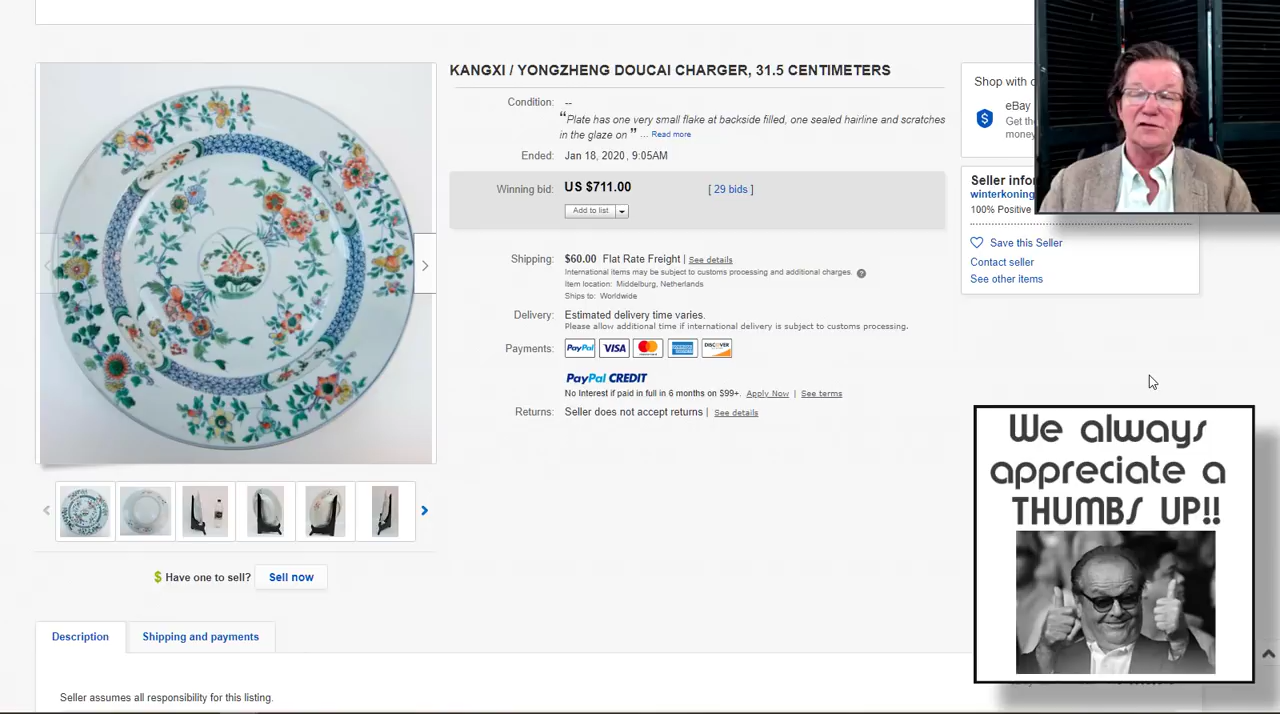 KANGXI / YONGZHENG DOUCAI CHARGER, 31.5 CENTIMETERS
Condition: --
“Plate has one very small flake at backside filled, one sealed hairline and scratches
in the glaze on ” ... Read more
Ended: Jan 18, 2020 , 9:05AM
Winning bid: US $711.00 [ 29 bids ]
Add to list
Shipping: $60.00 Flat Rate Freight | See details
International items may be subject to customs processing and additional charges. ?
Item location: Middelburg, Netherlands
Ships to: Worldwide
Delivery: Estimated delivery time varies.
Please allow additional time if international delivery is subject to customs processing.
Payments: PayPal VISA MasterCard AMERICAN EXPRESS DISCOVER
PayPal CREDIT
No Interest if paid in full in 6 months on $99+. Apply Now | See terms
Returns: Seller does not accept returns | See details
Shop with
eBay
Get the
money
$
Seller
winterkoning
100% Positive
Save this Seller
Contact seller
See other items
We always
appreciate a
THUMBS UP!!
$ Have one to sell? Sell now
Description
Shipping and payments
Seller assumes all responsibility for this listing.